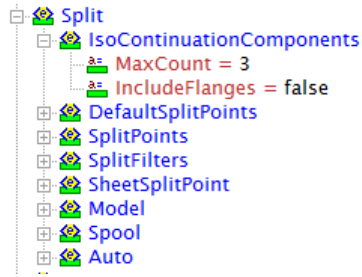 Split
IsoContinuationComponents
MaxCount = 3
IncludeFlanges = false
DefaultSplitPoints
SplitPoints
SplitFilters
SheetSplitPoint
Model
Spool
Auto